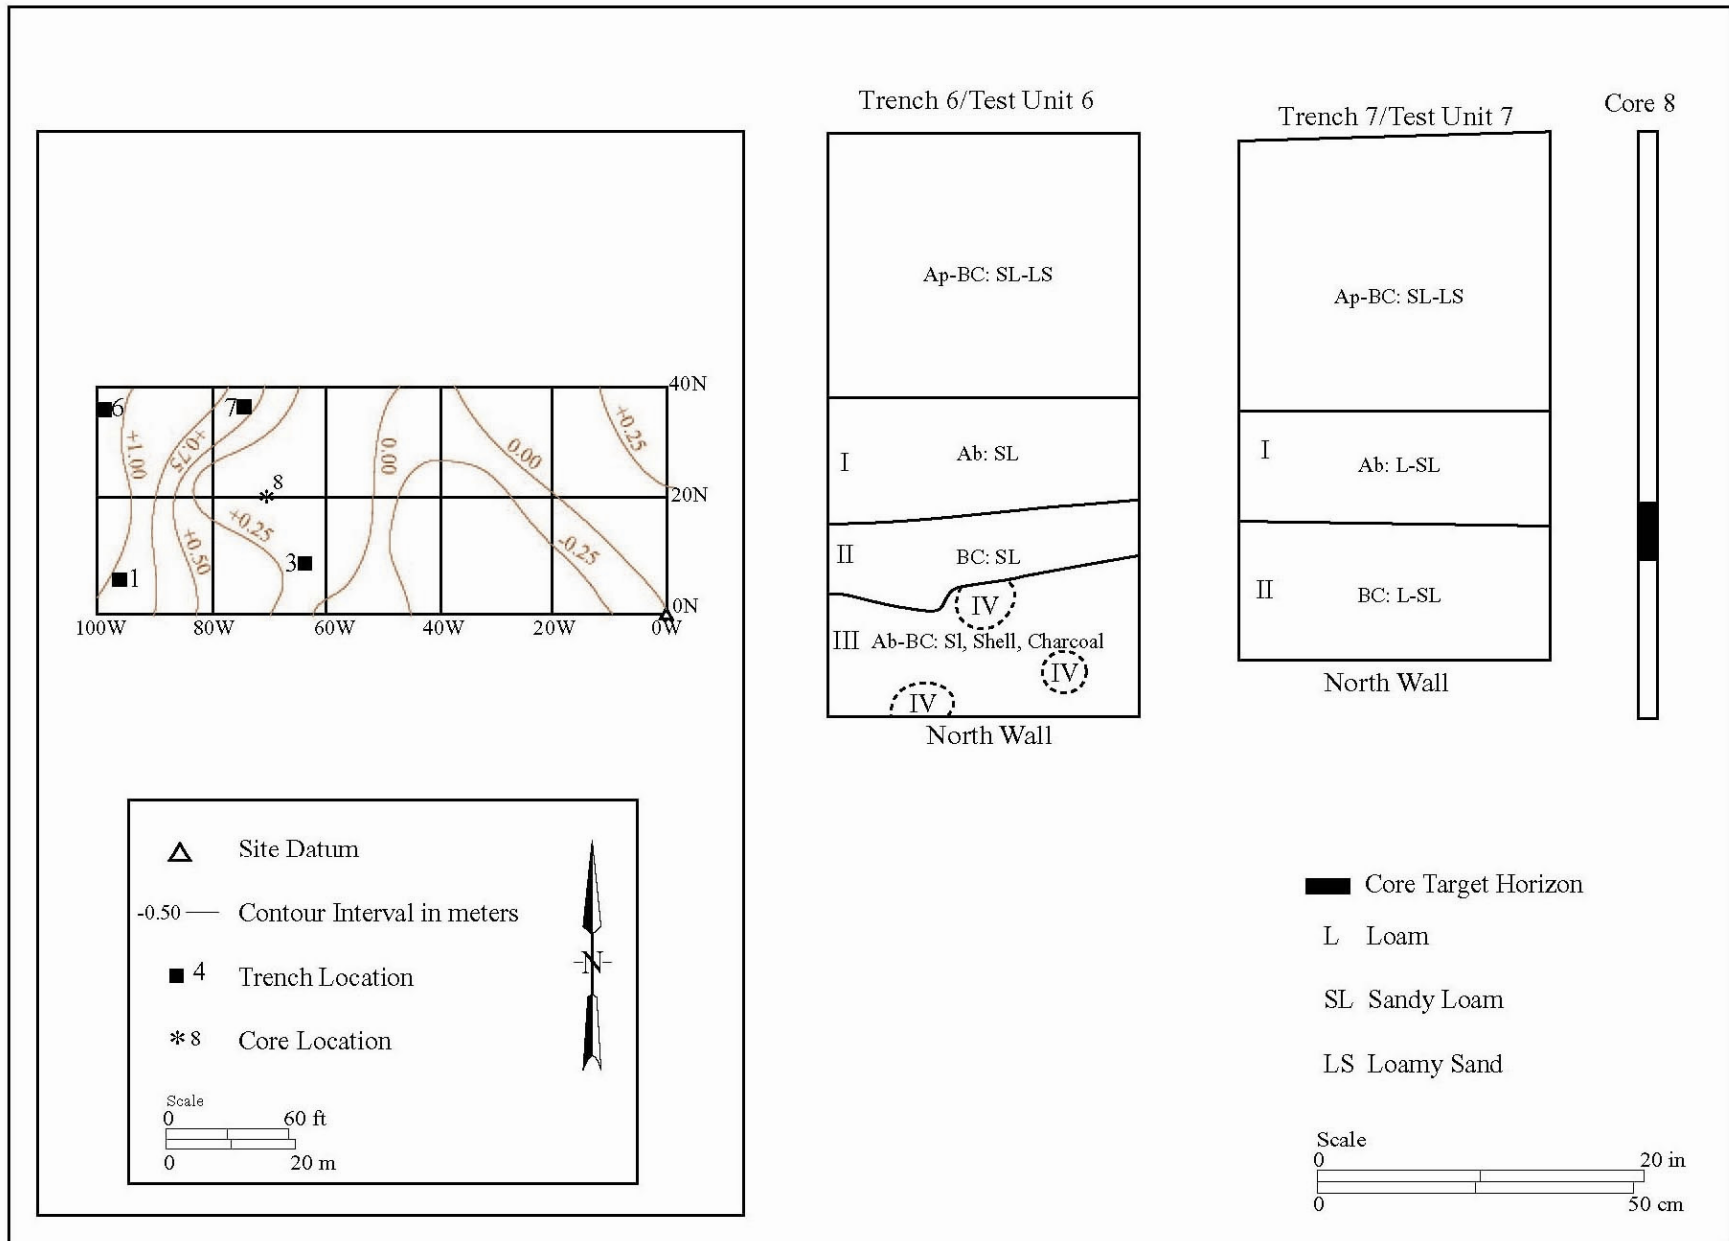 Trench 6/Test Unit 6
Trench 7/Test Unit 7
Core 8
40N
20N
0N
100W
80W
60W
40W
20W
0W
6
7
8
3
1
+1.00
+0.75
+0.50
+0.25
0.00
0.00
-0.25
+0.25
Ap-BC: SL-LS
I
Ab: SL
II
BC: SL
IV
III
Ab-BC: Sl, Shell, Charcoal
IV
IV
North Wall
Ap-BC: SL-LS
I
Ab: L-SL
II
BC: L-SL
North Wall
Site Datum
-0.50
Contour Interval in meters
4
Trench Location
8
Core Location
-N-
Scale
0
60 ft
0
20 m
Core Target Horizon
L Loam
SL Sandy Loam
LS Loamy Sand
Scale
0
20 in
0
50 cm